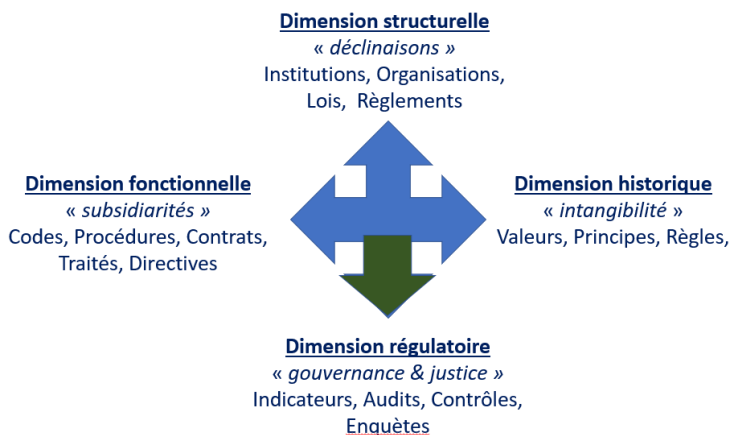 Dimension structurelle
« déclinaisons »
Institutions, Organisations,
Lois, Règlements
Dimension fonctionnelle
« subsidiarités »
Codes, Procédures, Contrats,
Traités, Directives
Dimension historique
« intangibilité »
Valeurs, Principes, Règles,
Dimension régulatoire
« gouvernance & justice »
Indicateurs, Audits, Contrôles,
Enquètes